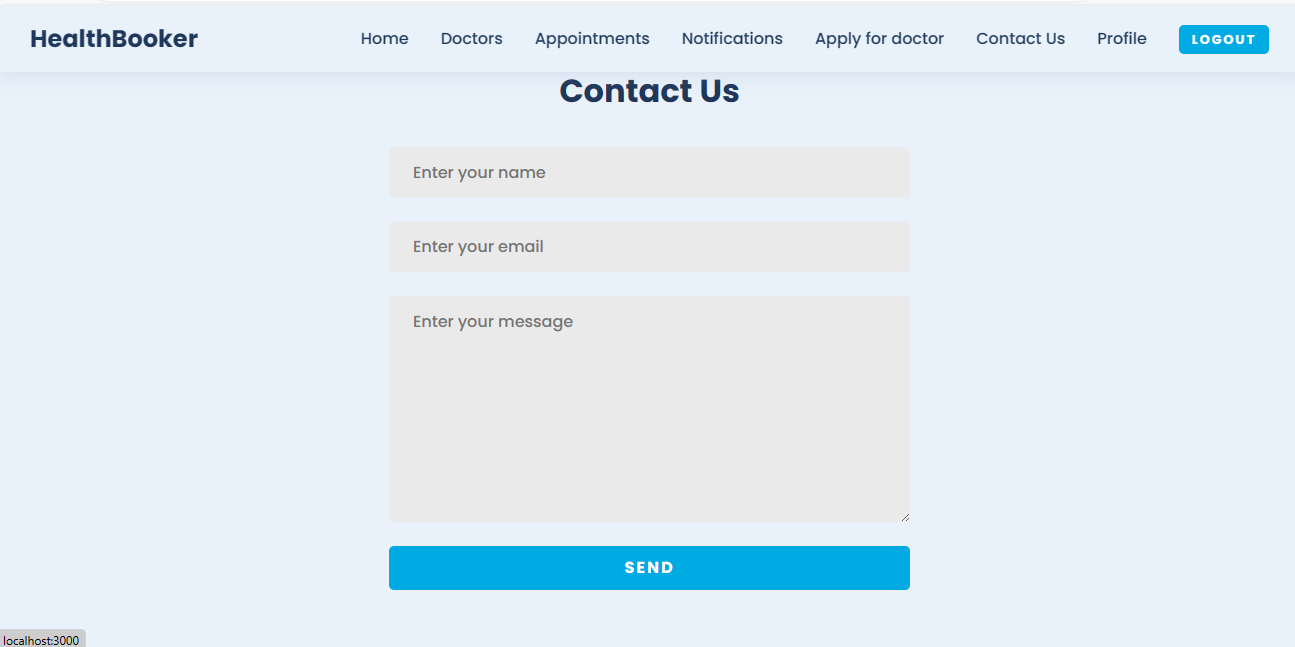 HealthBooker Home Doctors Appointments Notifications Apply for doctor Contact Us Profile LOGOUT
Contact Us
Enter your name
Enter your email
Enter your message
SEND
localhost:3000